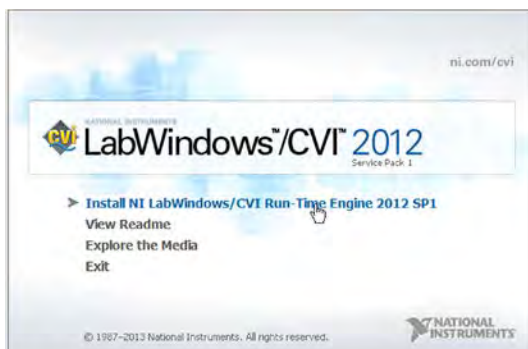 ni.com/cvi
NATIONAL INSTRUMENTS
CVI LabWindows™/CVI™ 2012
Service Pack 1
Install NI LabWindows/CVI Run-Time Engine 2012 SP1
View Readme
Explore the Media
Exit
© 1987–2013 National Instruments. All rights reserved.
NATIONAL
INSTRUMENTS